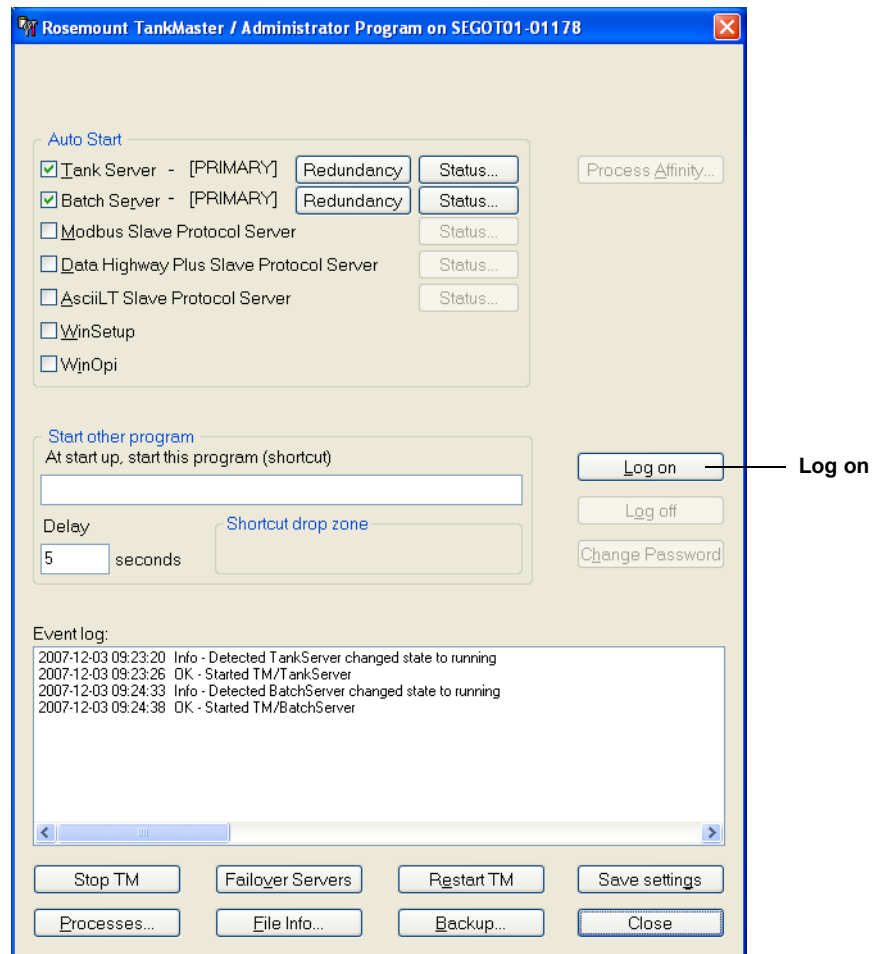 Rosemount TankMaster / Administrator Program on SEGOT01-01178
Auto Start
Tank Server - [PRIMARY] Redundancy Status... Process Affinity...
Batch Server - [PRIMARY] Redundancy Status...
Modbus Slave Protocol Server Status...
Data Highway Plus Slave Protocol Server Status...
AsciiLT Slave Protocol Server Status...
WinSetup
WinOpi
Start other program
At start up, start this program (shortcut)
Log on Log on
Log off
Delay Shortcut drop zone
5 seconds
Change Password
Event log:
2007-12-03 09:23:20 Info - Detected TankServer changed state to running
2007-12-03 09:23:26 OK - Started TM/TankServer
2007-12-03 09:24:33 Info - Detected BatchServer changed state to running
2007-12-03 09:24:38 OK - Started TM/BatchServer
Stop TM Failover Servers Restart TM Save settings
Processes... File Info... Backup... Close